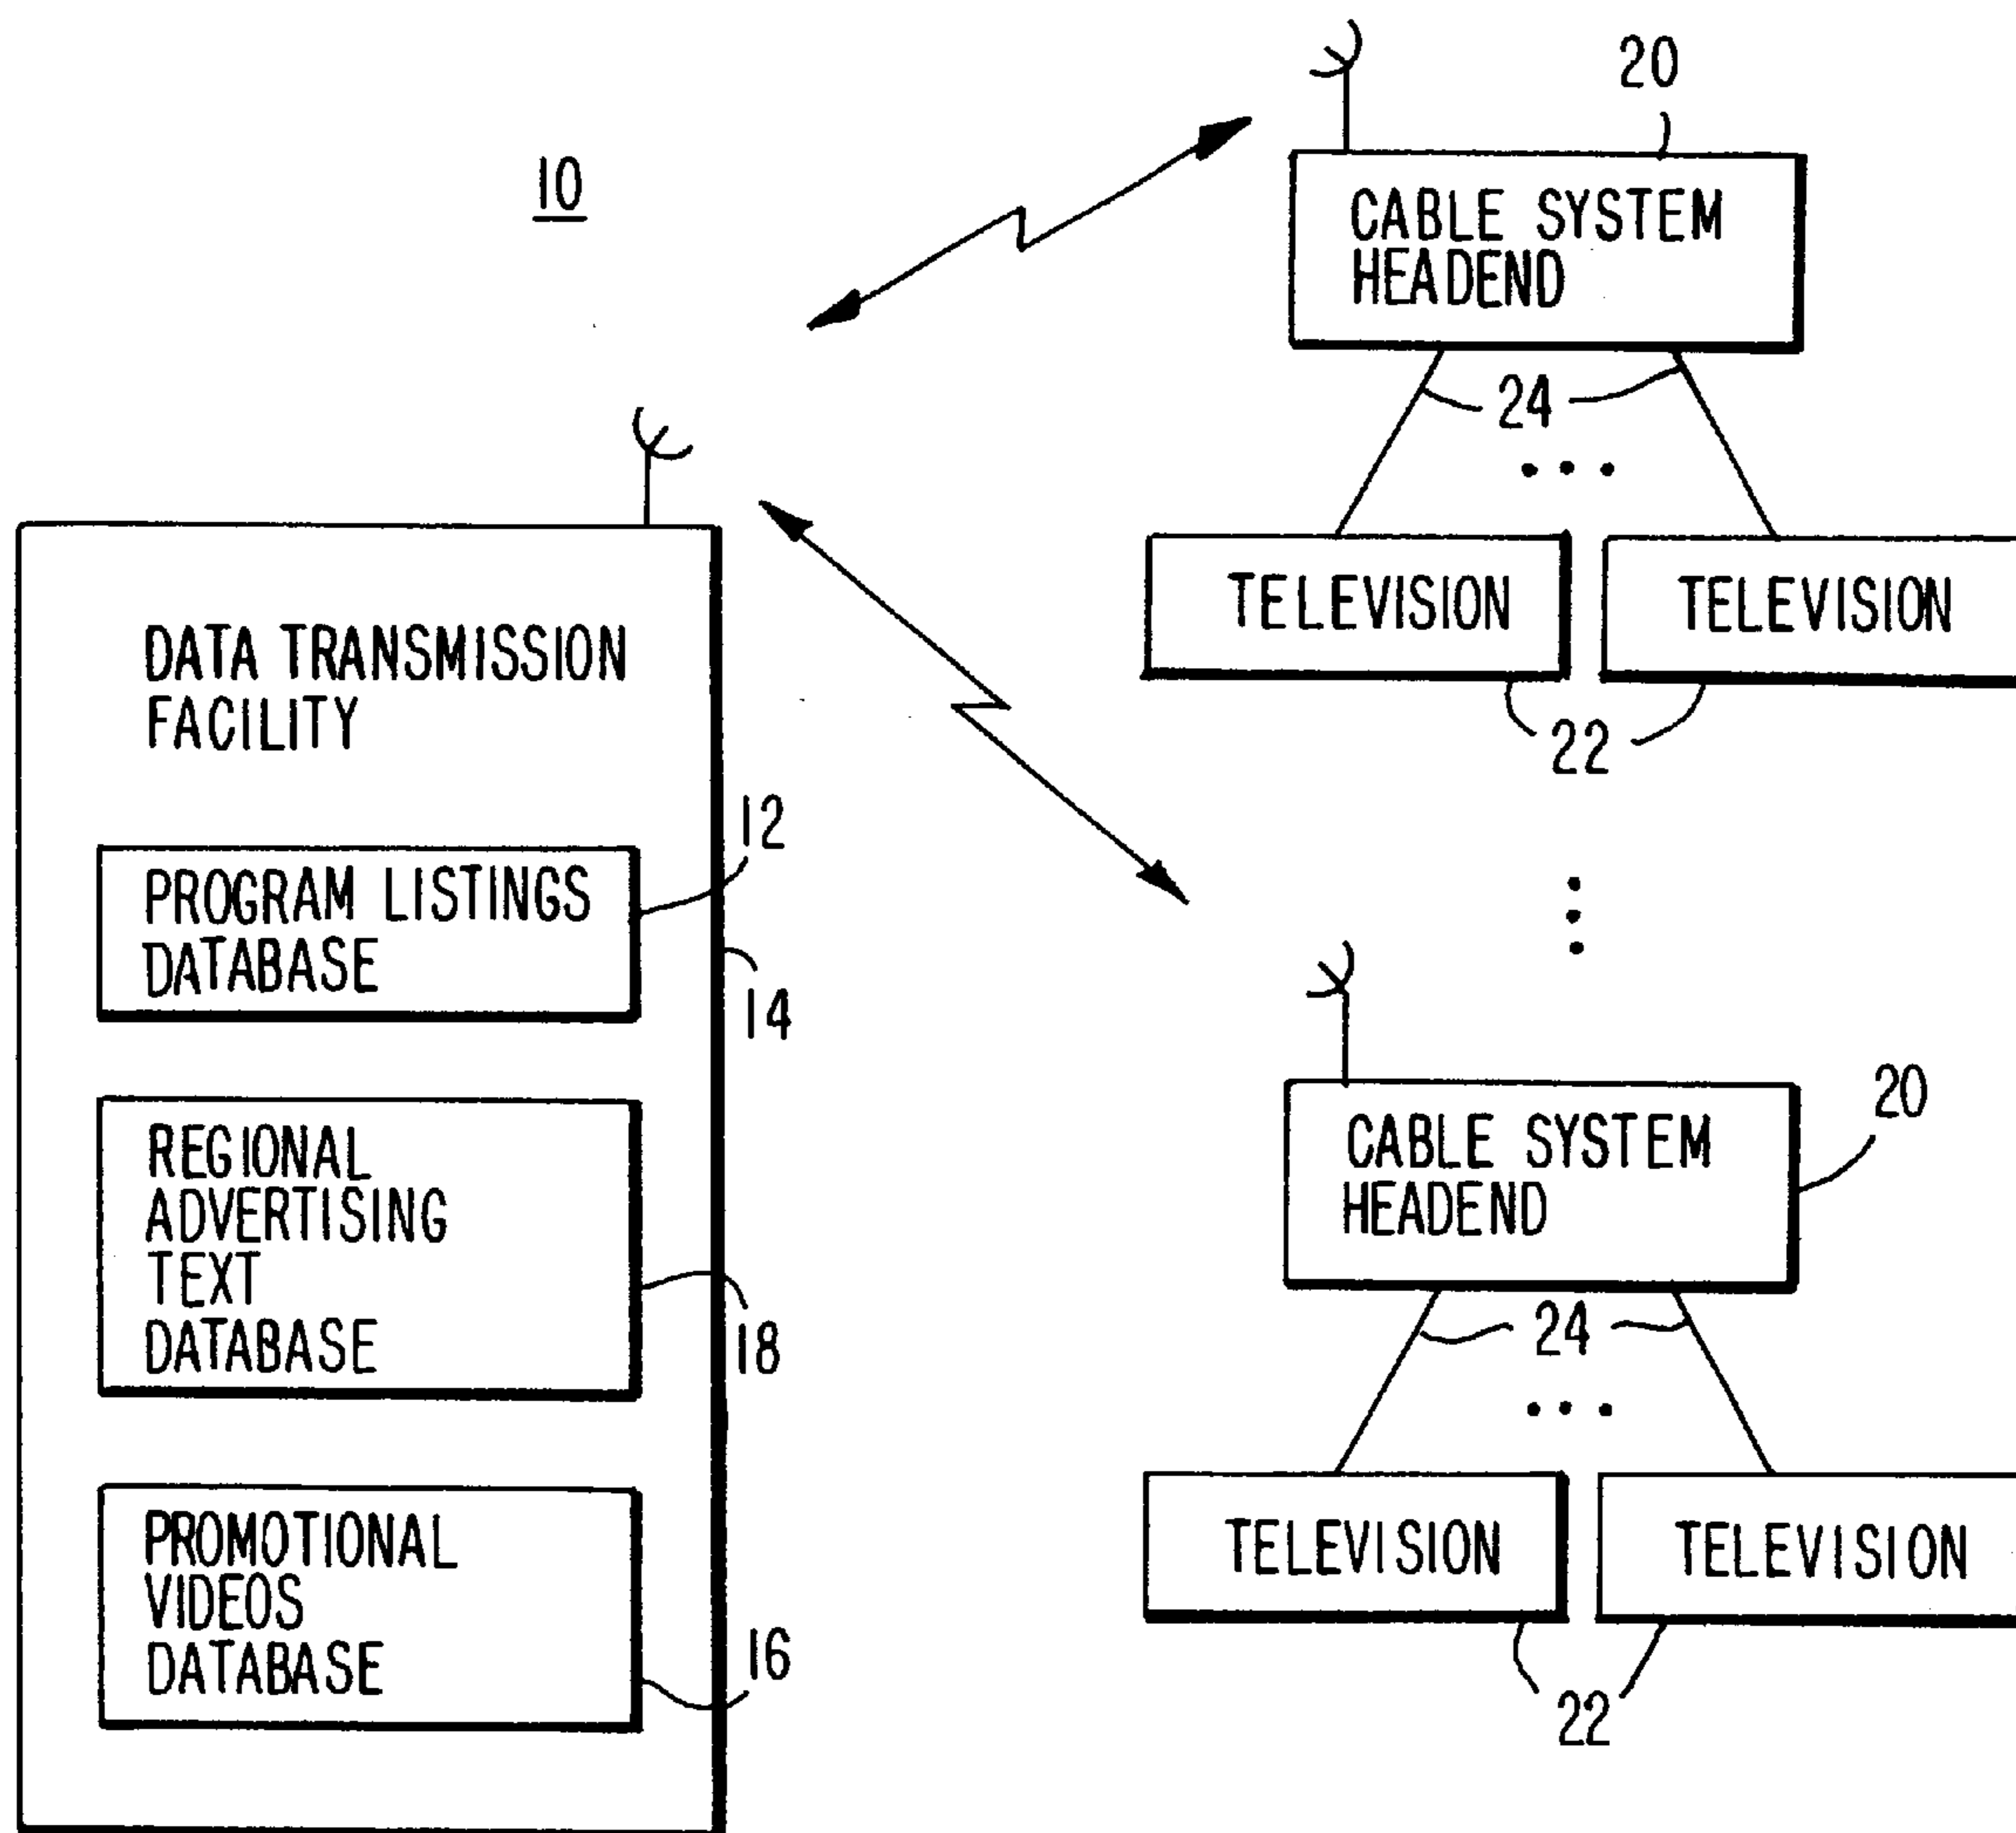 10
20
CABLE SYSTEM
HEADEND
24
TELEVISION
TELEVISION
22
DATA TRANSMISSION
FACILITY
12
PROGRAM LISTINGS
DATABASE
14
REGIONAL
ADVERTISING
TEXT
DATABASE
18
PROMOTIONAL
VIDEOS
DATABASE
16
20
CABLE SYSTEM
HEADEND
24
TELEVISION
TELEVISION
22